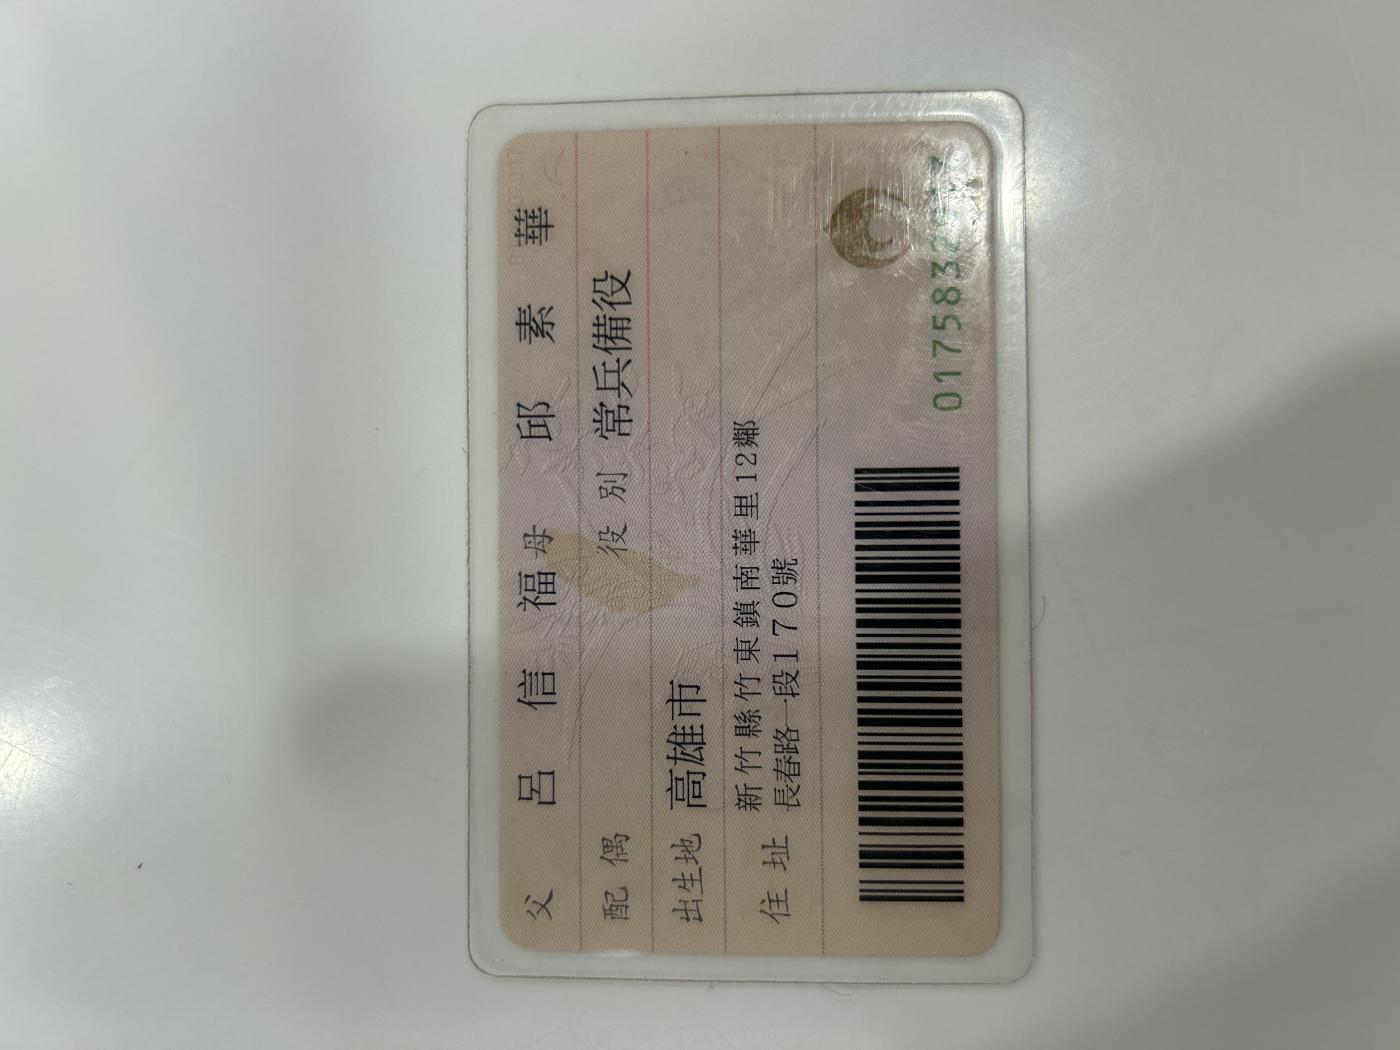 父 呂信福 母 邱素華
配偶 役別 常兵備役
出生地 高雄市
住址 新竹縣竹東鎮南華里12鄰
長春路一段170號